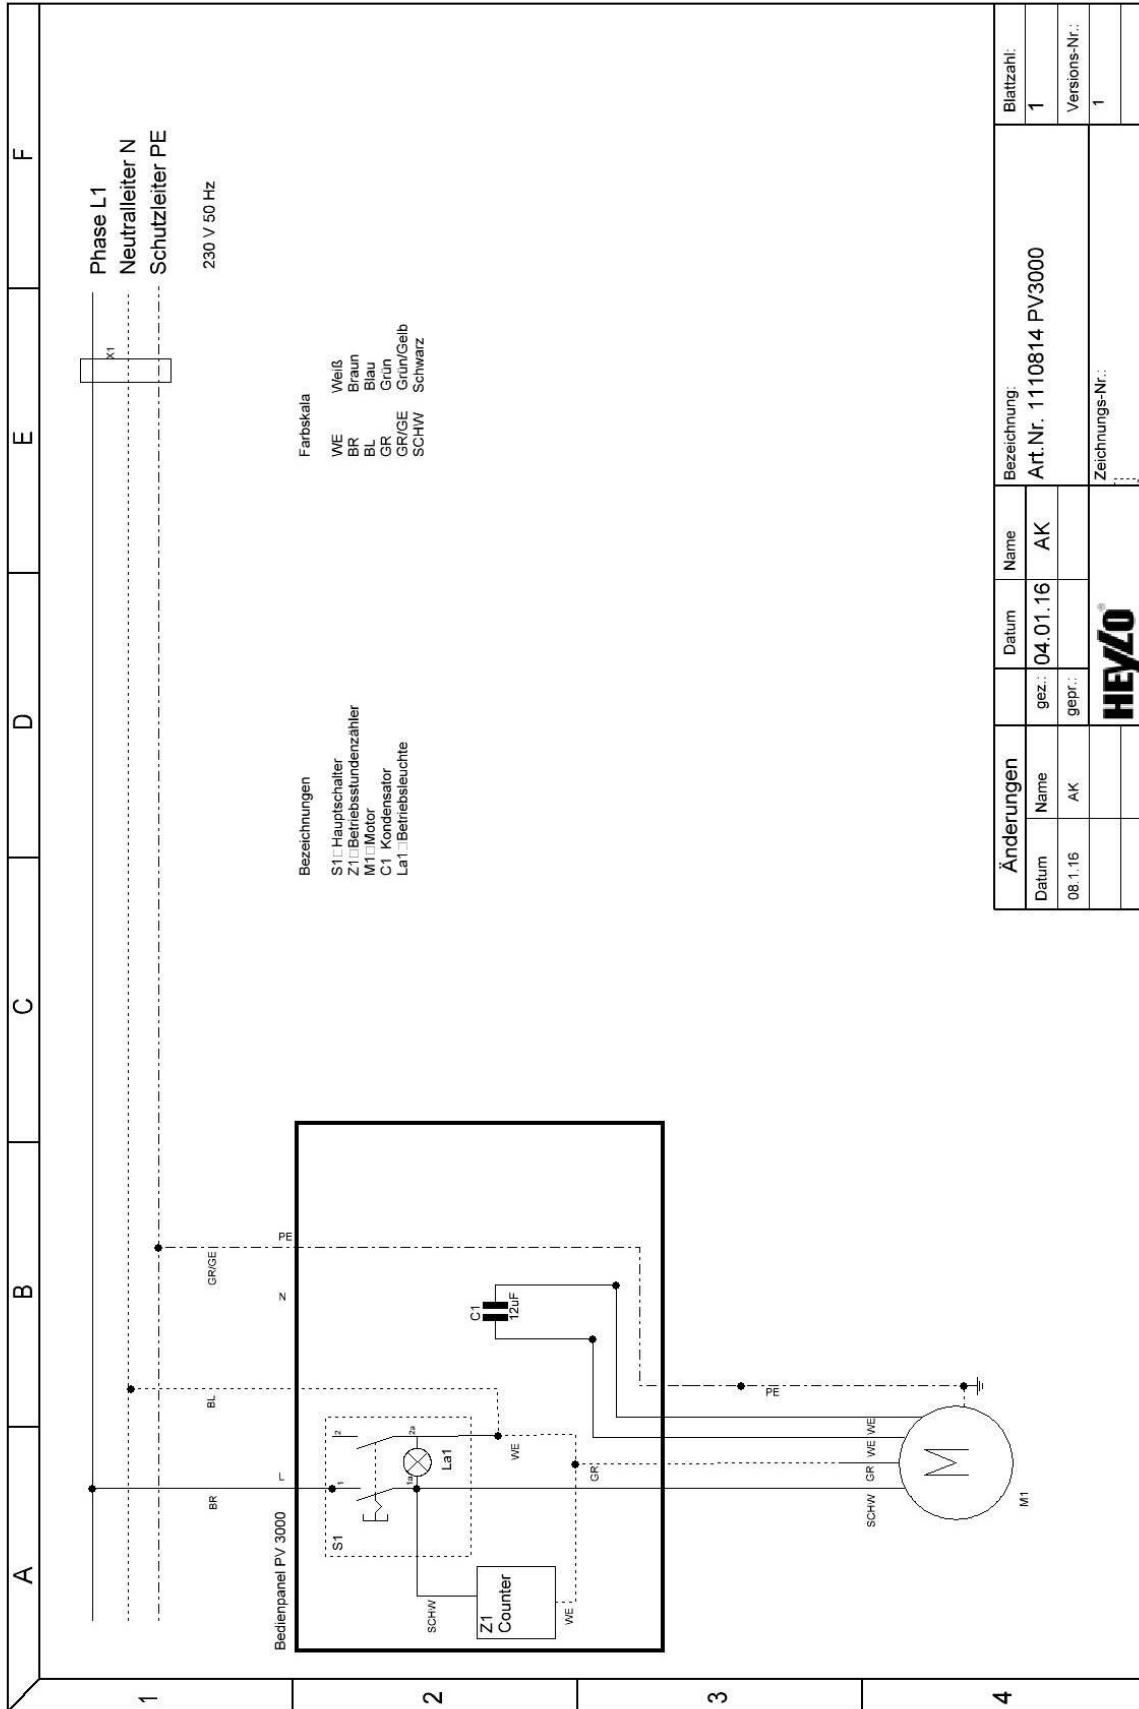 A
B
C
D
E
F
1
2
3
4
Phase L1
Neutralleiter N
Schutzleiter PE
230 V 50 Hz
X1
BR
BL
GR/GE
L
N
PE
Bedienpanel PV 3000
S1
1
2
1a
2a
La1
C1
12uF
SCHW
WE
GR
Z1
Counter
WE
PE
SCHW
GR
WE
WE
M
M1
Bezeichnungen
S1□Hauptschalter
Z1□Betriebsstundenzähler
M1□Motor
C1 Kondensator
La1□Betriebsleuchte
Farbskala
WE Weiß
BR Braun
BL Blau
GR Grün
GR/GE Grün/Gelb
SCHW Schwarz
Änderungen
Datum Name
08.1.16 AK
Datum Name
gez.: 04.01.16 AK
gepr.:
HEYLO®
Bezeichnung:
Art.Nr. 1110814 PV3000
Zeichnungs-Nr.:
Blattzahl:
1
Versions-Nr.:
1